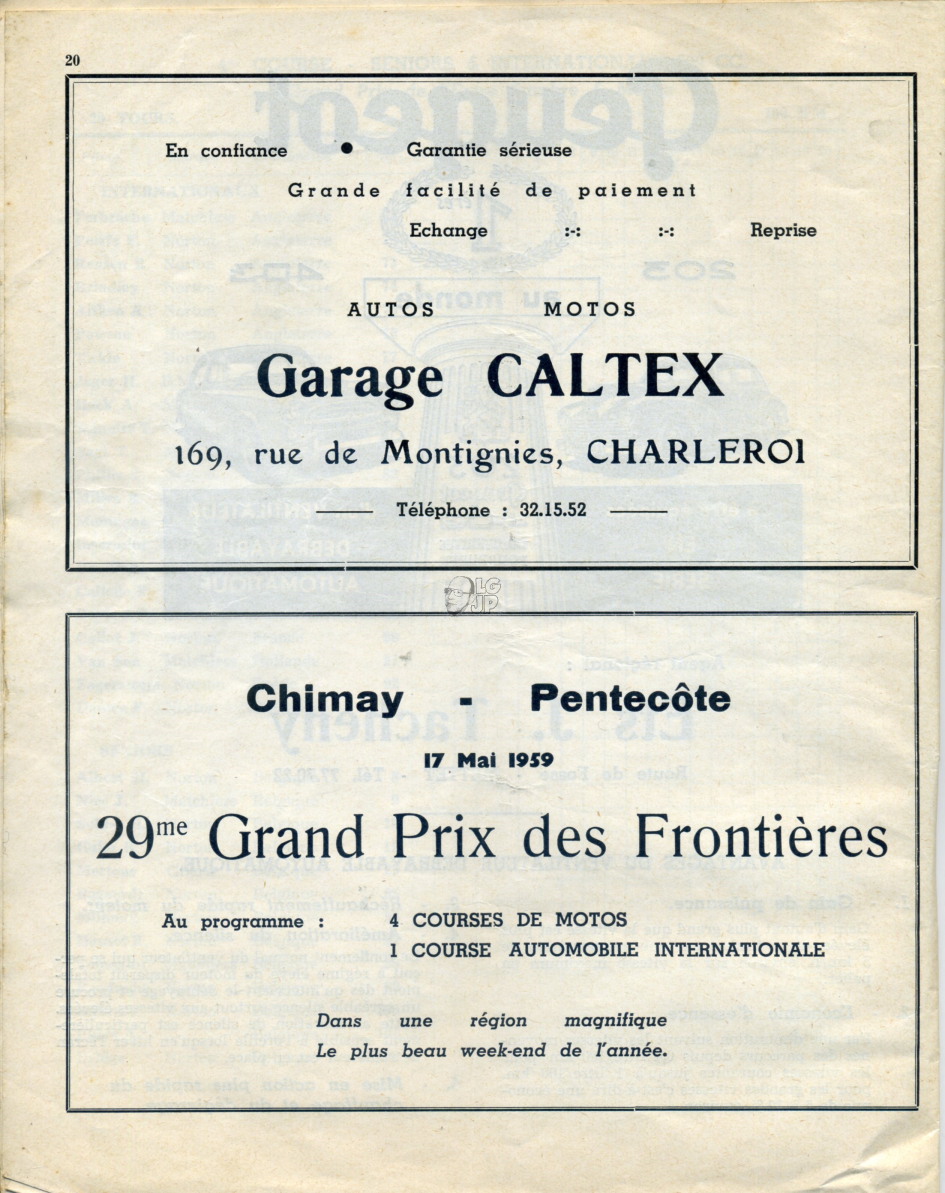 20
En confiance ● Garantie sérieuse
Grande facilité de paiement
Echange :-: :-: Reprise
AUTOS MOTOS
Garage CALTEX
169, rue de Montignies, CHARLEROI
Téléphone : 32.15.52
LG
JP
Chimay - Pentecôte
17 Mai 1959
29me Grand Prix des Frontières
Au programme : 4 COURSES DE MOTOS
1 COURSE AUTOMOBILE INTERNATIONALE
Dans une région magnifique
Le plus beau week-end de l'année.